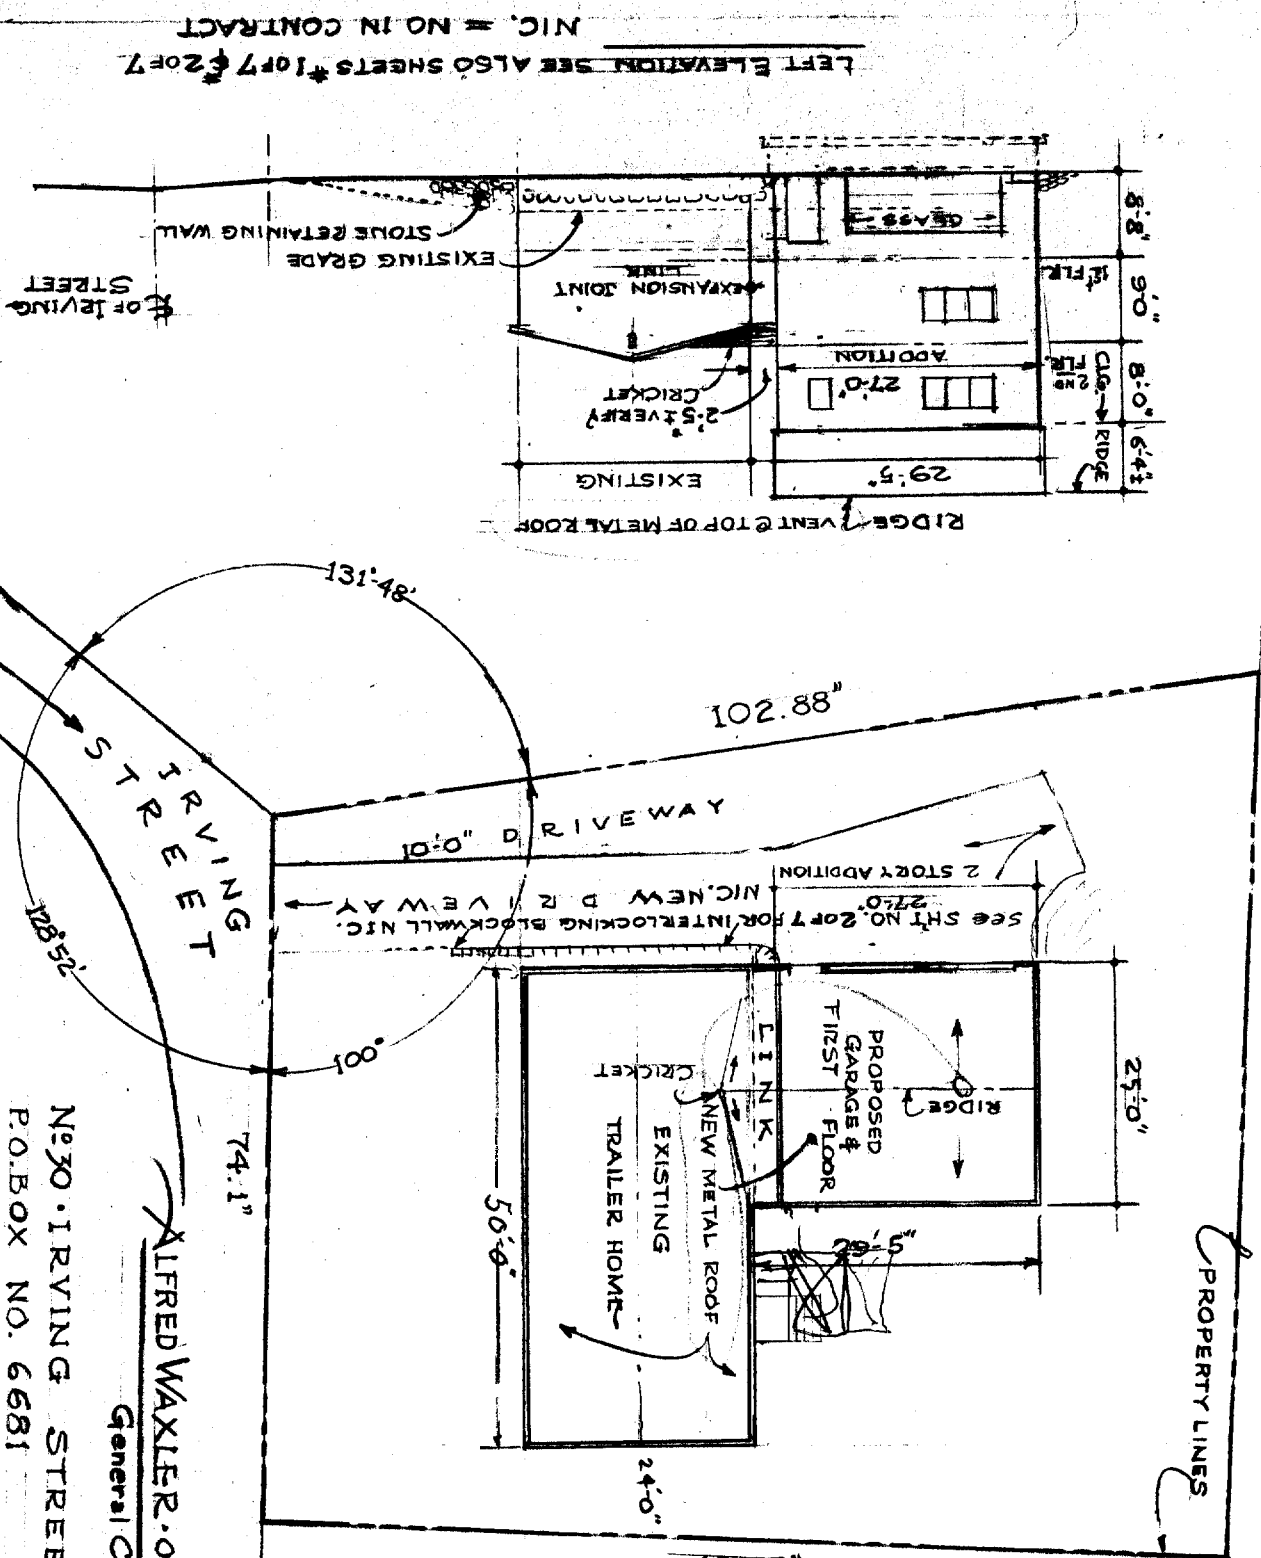 NIC. = NO IN CONTRACT
LEFT ELEVATION SEE ALSO SHEETS #1 OF 7 & #2 OF 7
STONE RETAINING WALL
EXISTING GRADE
℄ OF IRVING
STREET
EXPANSION JOINT
LINK
GLASS
8'-8"
1ST FLR.
9'-0"
ADDITION
27'-0"
2ND
FLR.
8'-0"
CLG.
RIDGE
6'-4"±
CRICKET
2'-5"± VERIFY
EXISTING
29'-5"
RIDGE VENT @ TOP OF METAL ROOF
131°-48'
102.88"
IRVING
STREET
10'-0" DRIVEWAY
2 STORY ADDITION
27'-0"
NIC. NEW DRIVEWAY
SEE SHT NO. 2 OF 7 FOR INTERLOCKING BLOCKWALL NIC.
128°52'
100°
74.1"
LINK
PROPOSED
GARAGE &
FIRST FLOOR
RIDGE
25'-0"
CRICKET
NEW METAL ROOF
EXISTING
TRAILER HOME
50'-0"
29'-5"
24'-0"
PROPERTY LINES
ALFRED WAXLER · O
General C
Nº 30 · IRVING STREE
P.O. BOX NO. 6681